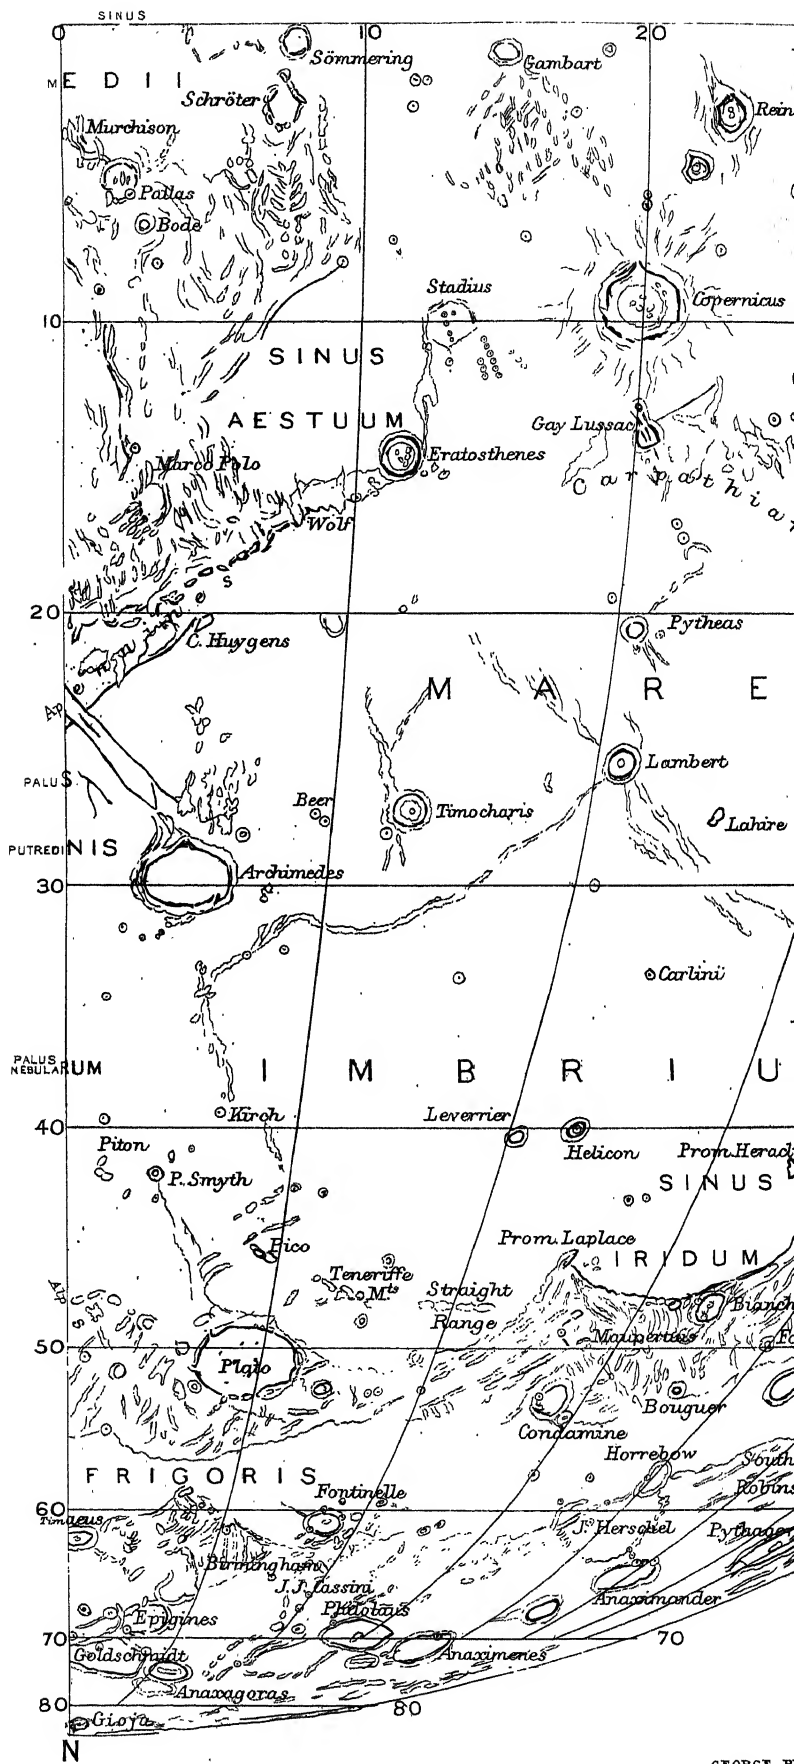 SINUS
0 10 20
Sömmering
Gambart
MEDII
Schröter
Rein
Murchison
Pallas
Bode
Stadius
Copernicus
10
SINUS
AESTUUM
Gay Lussac
Eratosthenes
Marco Polo
Carpathian
Wolf
20
C. Huygens
Pytheas
MARE
Lambert
PALUS
Beer
Timocharis
Lahire
PUTREDINIS
Archimedes
30
Carlini
PALUS
NEBULARUM
IMBRIU
Kirch
Leverrier
40
Piton
Helicon
Prom. Heracl
P. Smyth
SINUS
Pico
Prom. Laplace
IRIDUM
Teneriffe
Mts
Straight
Range
Bianch
Maupertuis
50
Plato
Bouguer
Condamine
Horrebow
FRIGORIS
South
Fontinelle
Robins
60
Timaeus
J. Herschel
Pythagor
Birmingham
J.J. Cassini
Anaximander
Epigines
Philolaus
70
Goldschmidt
Anaximenes
70
Anaxagoras
80
80
Gioja
N